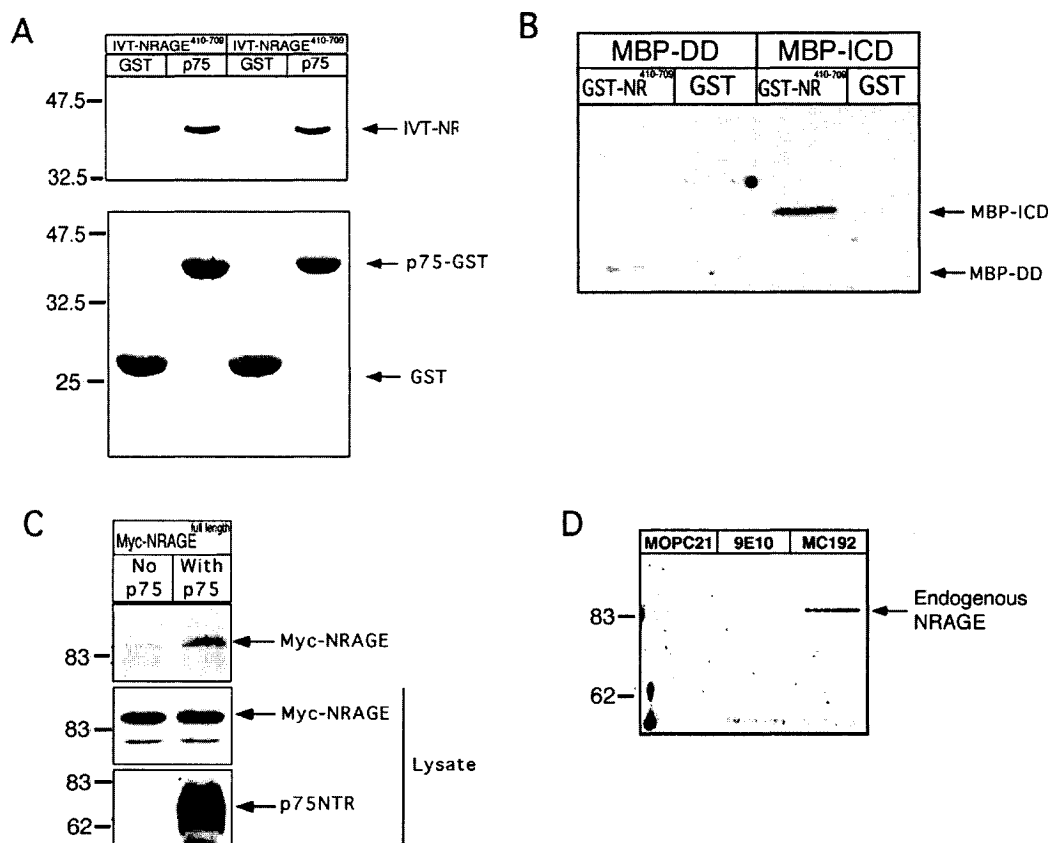 A
IVT-NRAGE410-709 IVT-NRAGE410-709
GST p75 GST p75
47.5
32.5
IVT-NR
47.5
32.5
25
p75-GST
GST
B
MBP-DD MBP-ICD
GST-NR410-709 GST GST-NR410-709 GST
MBP-ICD
MBP-DD
C
Myc-NRAGEfull length
No p75 With p75
83
Myc-NRAGE
83
Myc-NRAGE
83
62
p75NTR
Lysate
D
MOPC21 9E10 MC192
83
62
Endogenous
NRAGE